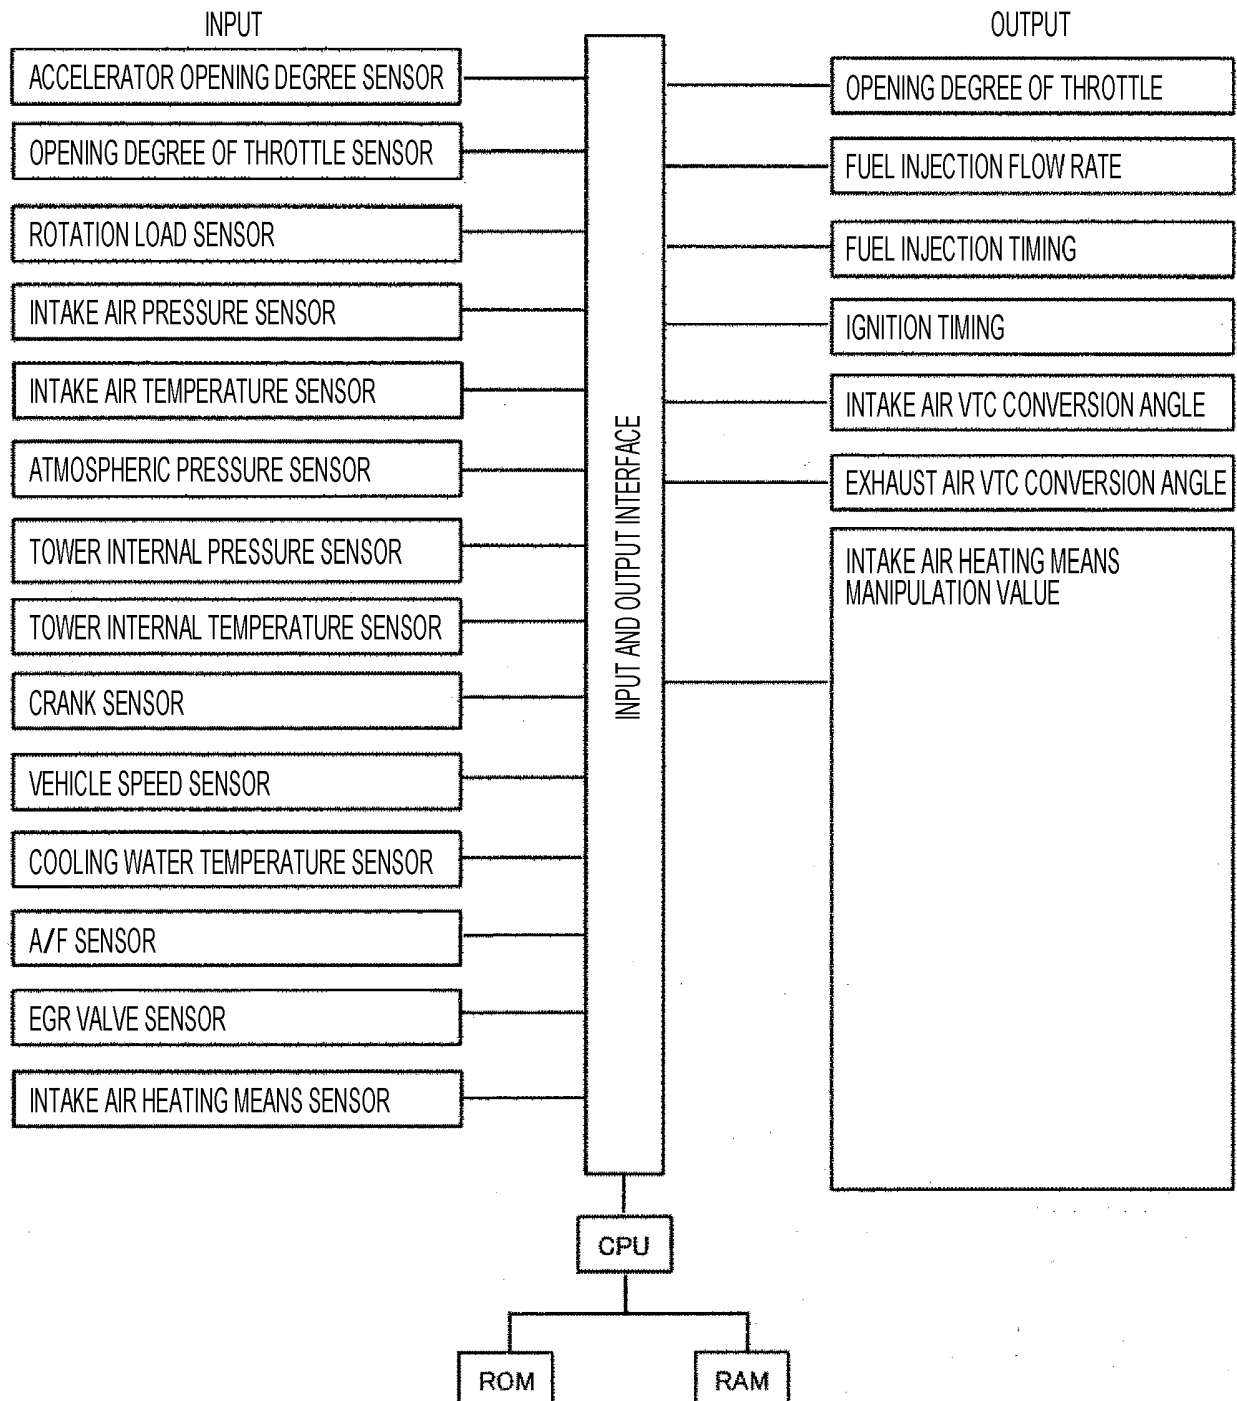 INPUT
ACCELERATOR OPENING DEGREE SENSOR
OPENING DEGREE OF THROTTLE SENSOR
ROTATION LOAD SENSOR
INTAKE AIR PRESSURE SENSOR
INTAKE AIR TEMPERATURE SENSOR
ATMOSPHERIC PRESSURE SENSOR
TOWER INTERNAL PRESSURE SENSOR
TOWER INTERNAL TEMPERATURE SENSOR
CRANK SENSOR
VEHICLE SPEED SENSOR
COOLING WATER TEMPERATURE SENSOR
A/F SENSOR
EGR VALVE SENSOR
INTAKE AIR HEATING MEANS SENSOR
INPUT AND OUTPUT INTERFACE
OUTPUT
OPENING DEGREE OF THROTTLE
FUEL INJECTION FLOW RATE
FUEL INJECTION TIMING
IGNITION TIMING
INTAKE AIR VTC CONVERSION ANGLE
EXHAUST AIR VTC CONVERSION ANGLE
INTAKE AIR HEATING MEANS
MANIPULATION VALUE
CPU
ROM
RAM